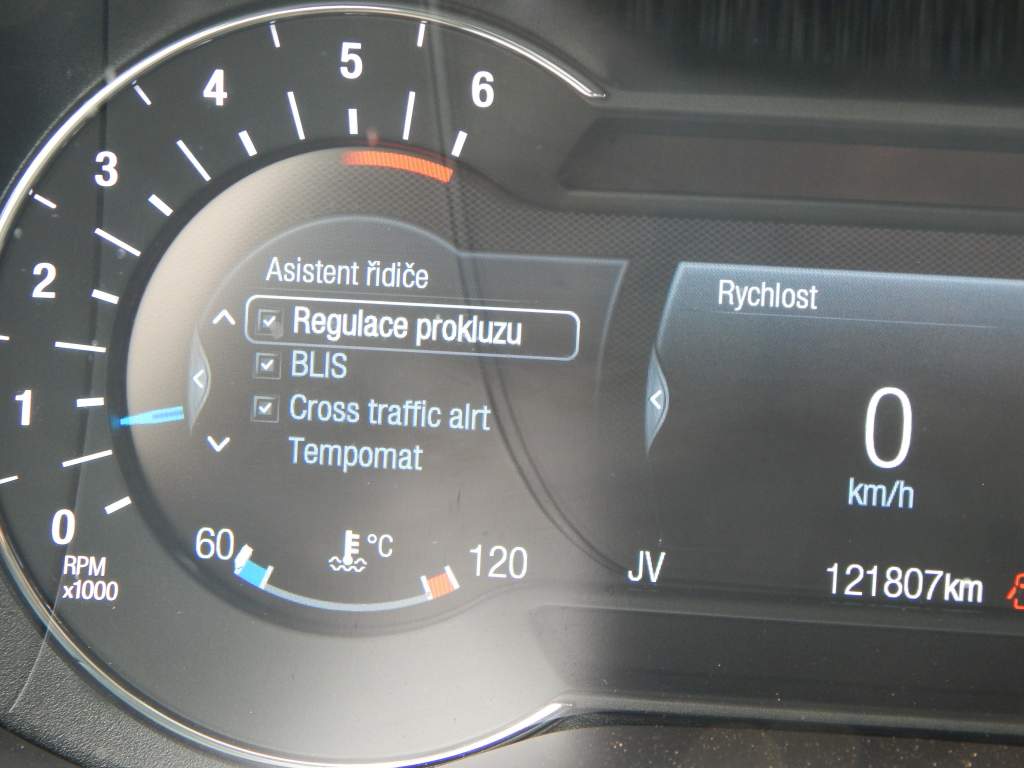 6
5
4
3
2
1
0
RPM
x1000
Asistent řidiče
Regulace prokluzu
BLIS
Cross traffic alrt
Tempomat
60
°C
120
Rychlost
0
km/h
JV
121807km